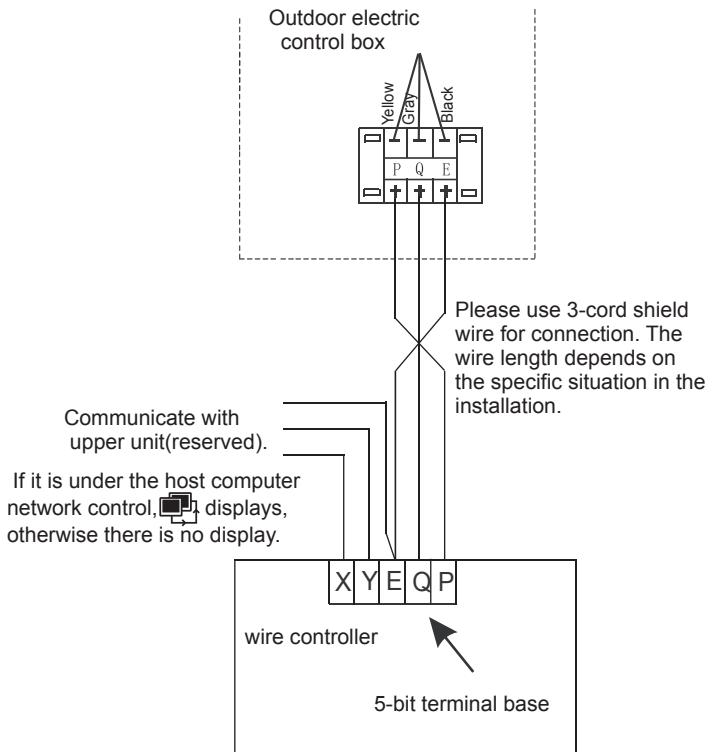 Outdoor electric
control box
Yellow
Gray
Black
P Q E
Please use 3-cord shield
wire for connection. The
wire length depends on
the specific situation in the
installation.
Communicate with
upper unit(reserved).
If it is under the host computer
network control, displays,
otherwise there is no display.
X Y E Q P
wire controller
5-bit terminal base